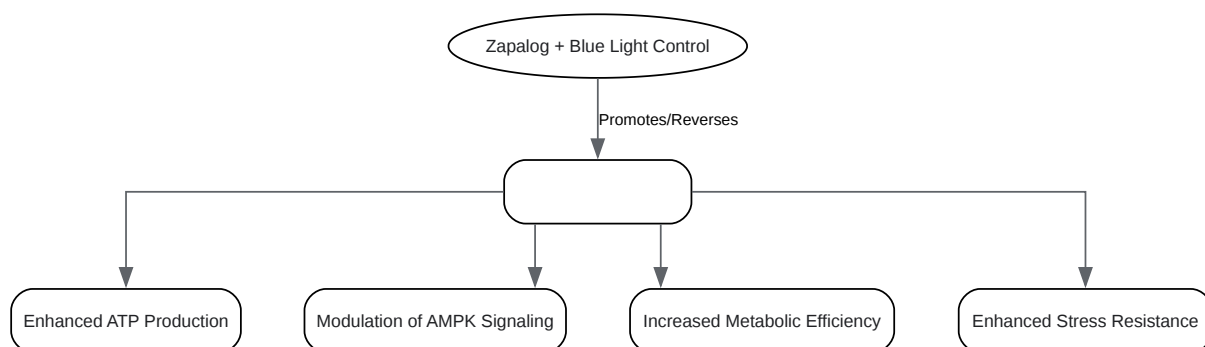 Zapalog + Blue Light Control
Promotes/Reverses
Enhanced ATP Production
Modulation of AMPK Signaling
Increased Metabolic Efficiency
Enhanced Stress Resistance